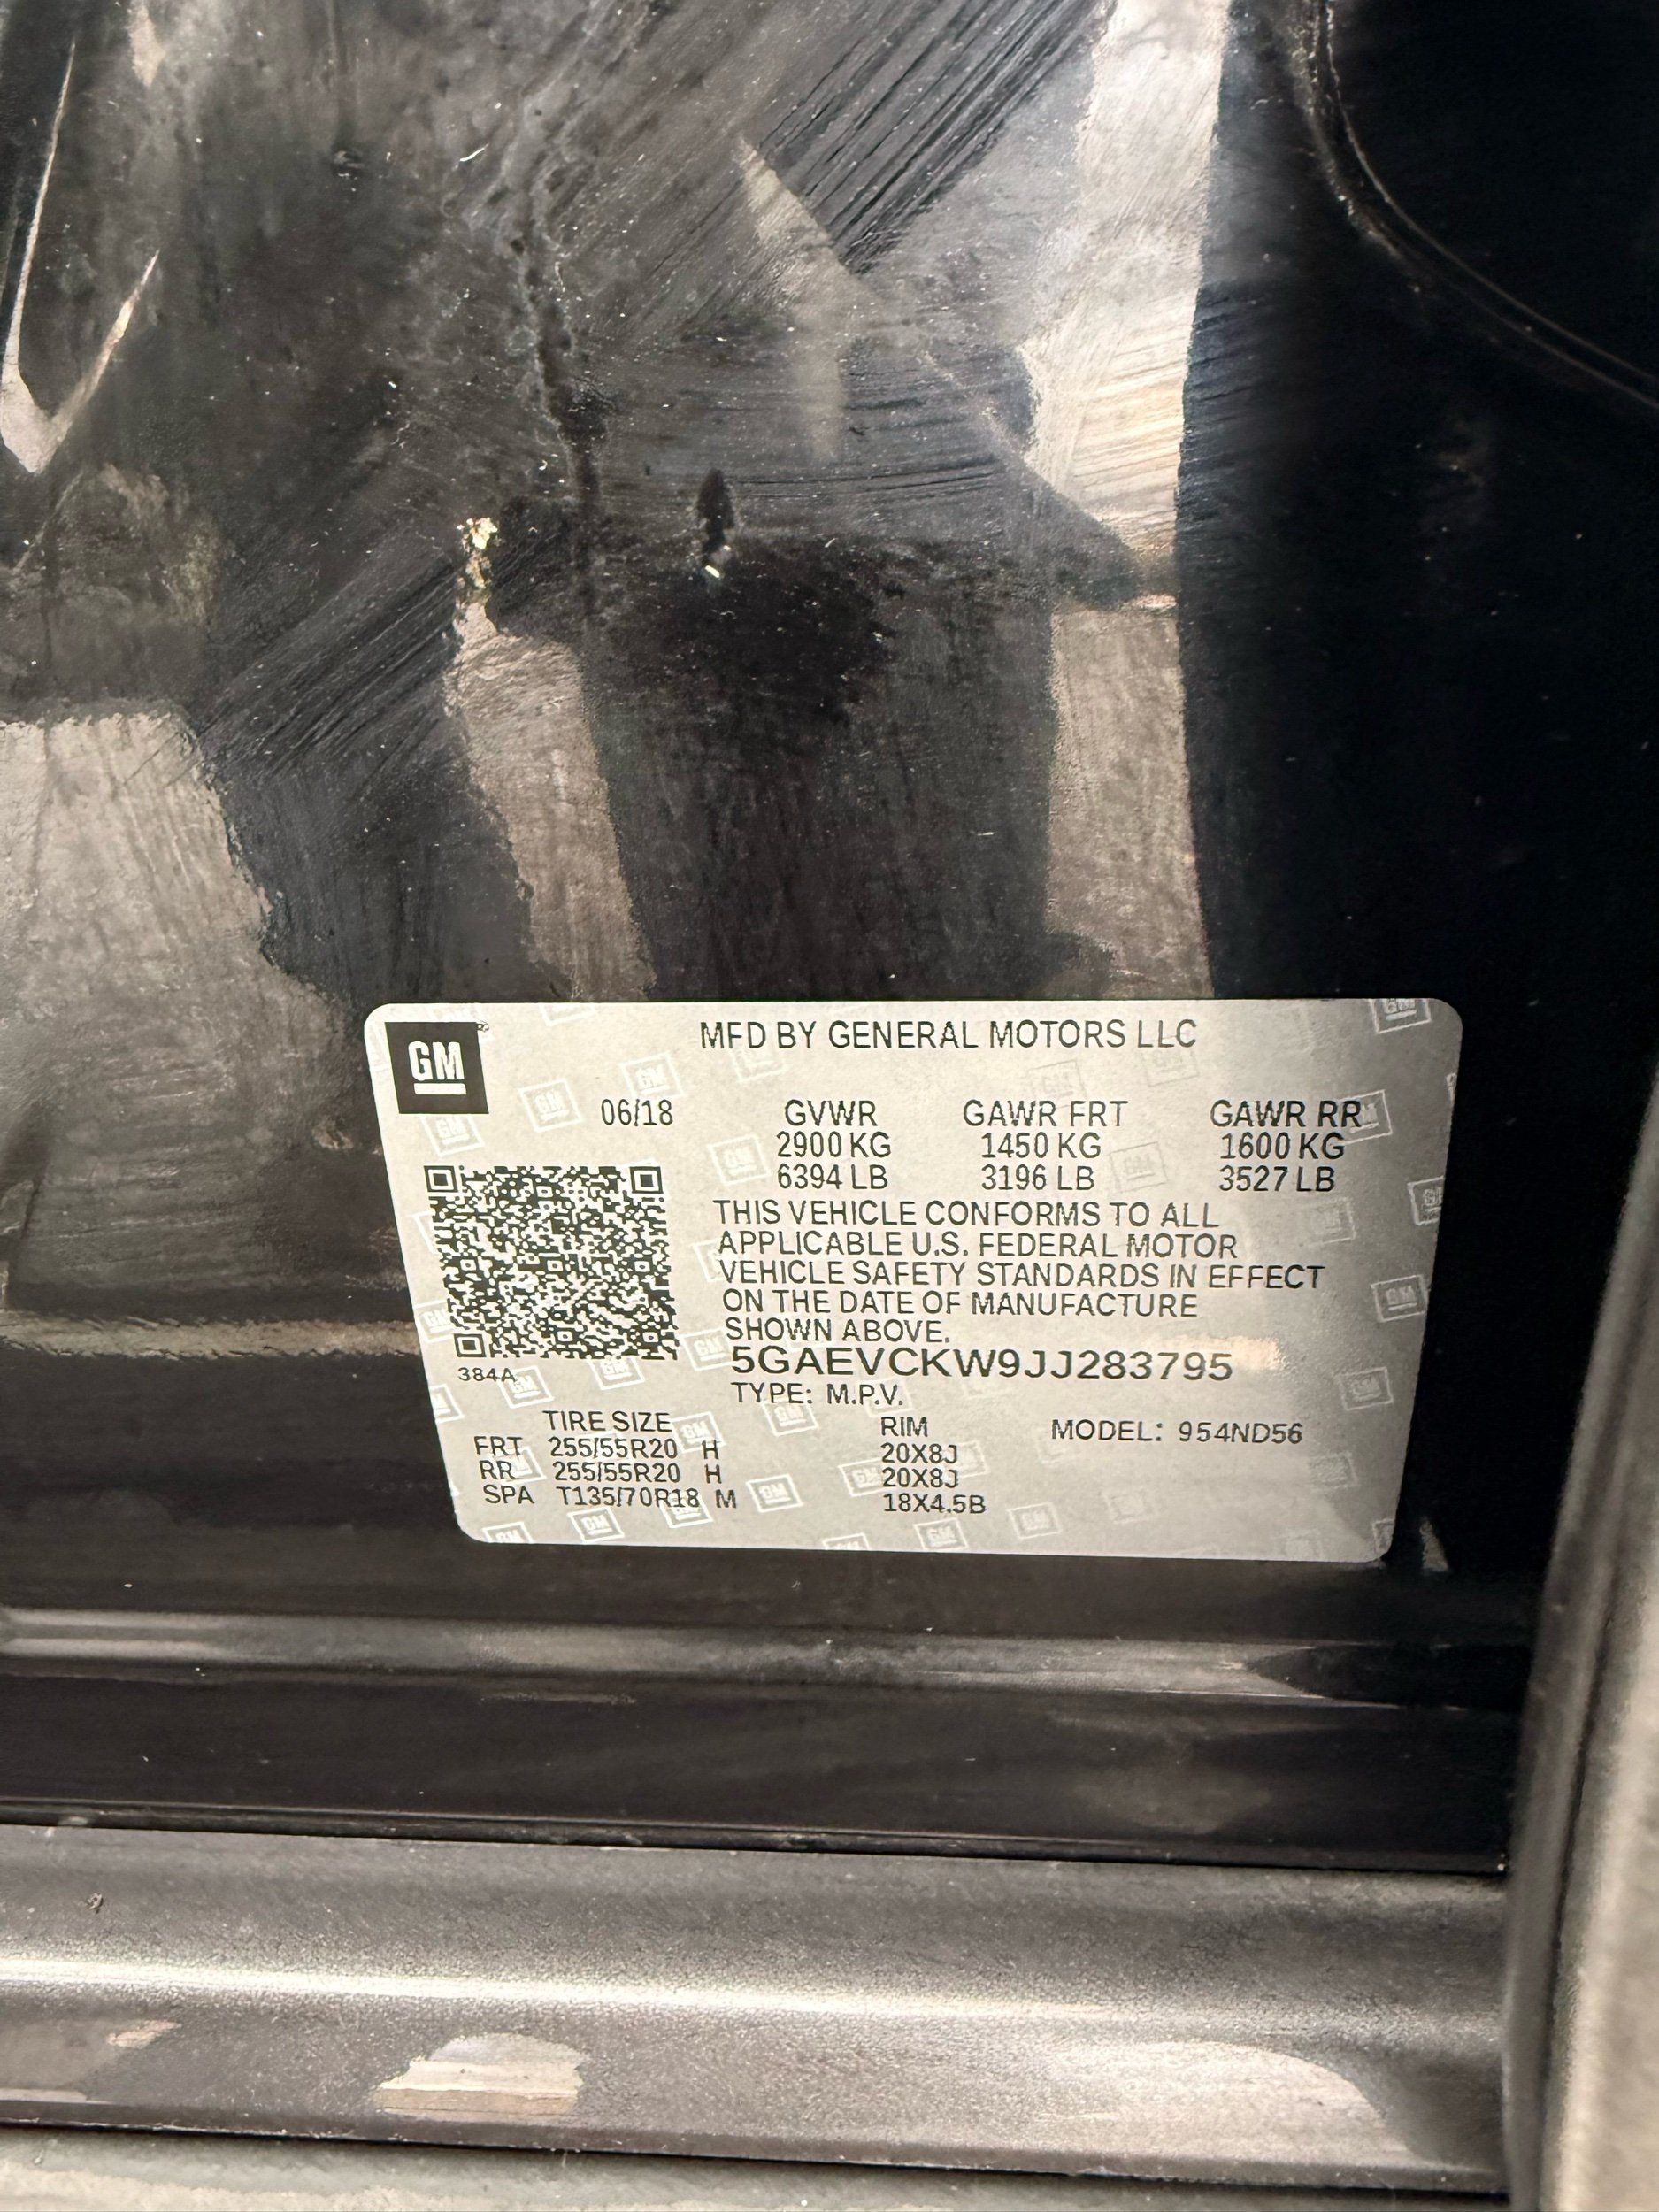 GM
MFD BY GENERAL MOTORS LLC
06/18 GVWR GAWR FRT GAWR RR
2900 KG 1450 KG 1600 KG
6394 LB 3196 LB 3527 LB
THIS VEHICLE CONFORMS TO ALL
APPLICABLE U.S. FEDERAL MOTOR
VEHICLE SAFETY STANDARDS IN EFFECT
ON THE DATE OF MANUFACTURE
SHOWN ABOVE.
384A
5GAEVCKW9JJ283795
TYPE: M.P.V.
TIRE SIZE RIM MODEL: 954ND56
FRT 255/55R20 H 20X8J
RR 255/55R20 H 20X8J
SPA T135/70R18 M 18X4.5B